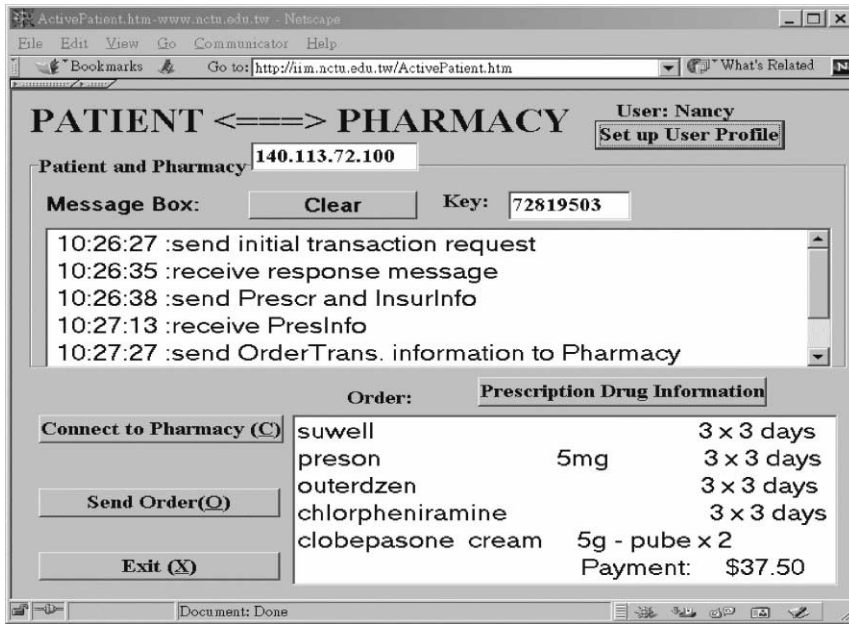 ActivePatient.htm-www.nctu.edu.tw - Netscape
File Edit View Go Communicator Help
Bookmarks Go to: http://iim.nctu.edu.tw/ActivePatient.htm What's Related N
PATIENT <===> PHARMACY
User: Nancy
Set up User Profile
Patient and Pharmacy 140.113.72.100
Message Box: Clear Key: 72819503
10:26:27 :send initial transaction request
10:26:35 :receive response message
10:26:38 :send Prescr and InsurInfo
10:27:13 :receive PresInfo
10:27:27 :send OrderTrans. information to Pharmacy
Order: Prescription Drug Information
Connect to Pharmacy (C)
Send Order(O)
Exit (X)
suwell 3 x 3 days
preson 5mg 3 x 3 days
outerdzen 3 x 3 days
chlorpheniramine 3 x 3 days
clobepasone cream 5g - pube x 2
Payment: $37.50
Document: Done